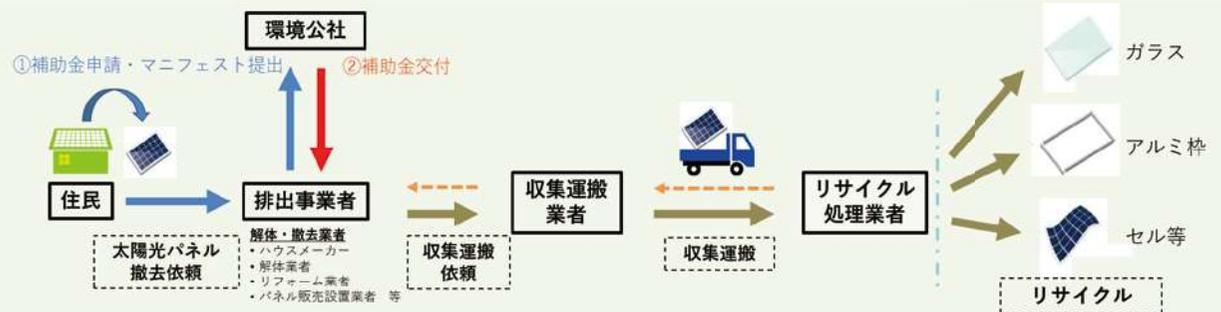 環境公社
①補助金申請・マニフェスト提出
②補助金交付
住民
排出事業者
収集運搬
業者
リサイクル
処理業者
太陽光パネル
撤去依頼
解体・撤去業者
・ハウスメーカー
・解体業者
・リフォーム業者
・パネル販売設置業者 等
収集運搬
依頼
収集運搬
ガラス
アルミ枠
セル等
リサイクル